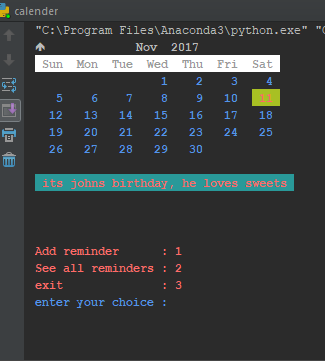 calender
"C:\Program Files\Anaconda3\python.exe" "C
Nov 2017
Sun Mon Tue Wed Thu Fri Sat
1 2 3 4
5 6 7 8 9 10 11
12 13 14 15 16 17 18
19 20 21 22 23 24 25
26 27 28 29 30
its johns birthday, he loves sweets
Add reminder : 1
See all reminders : 2
exit : 3
enter your choice :